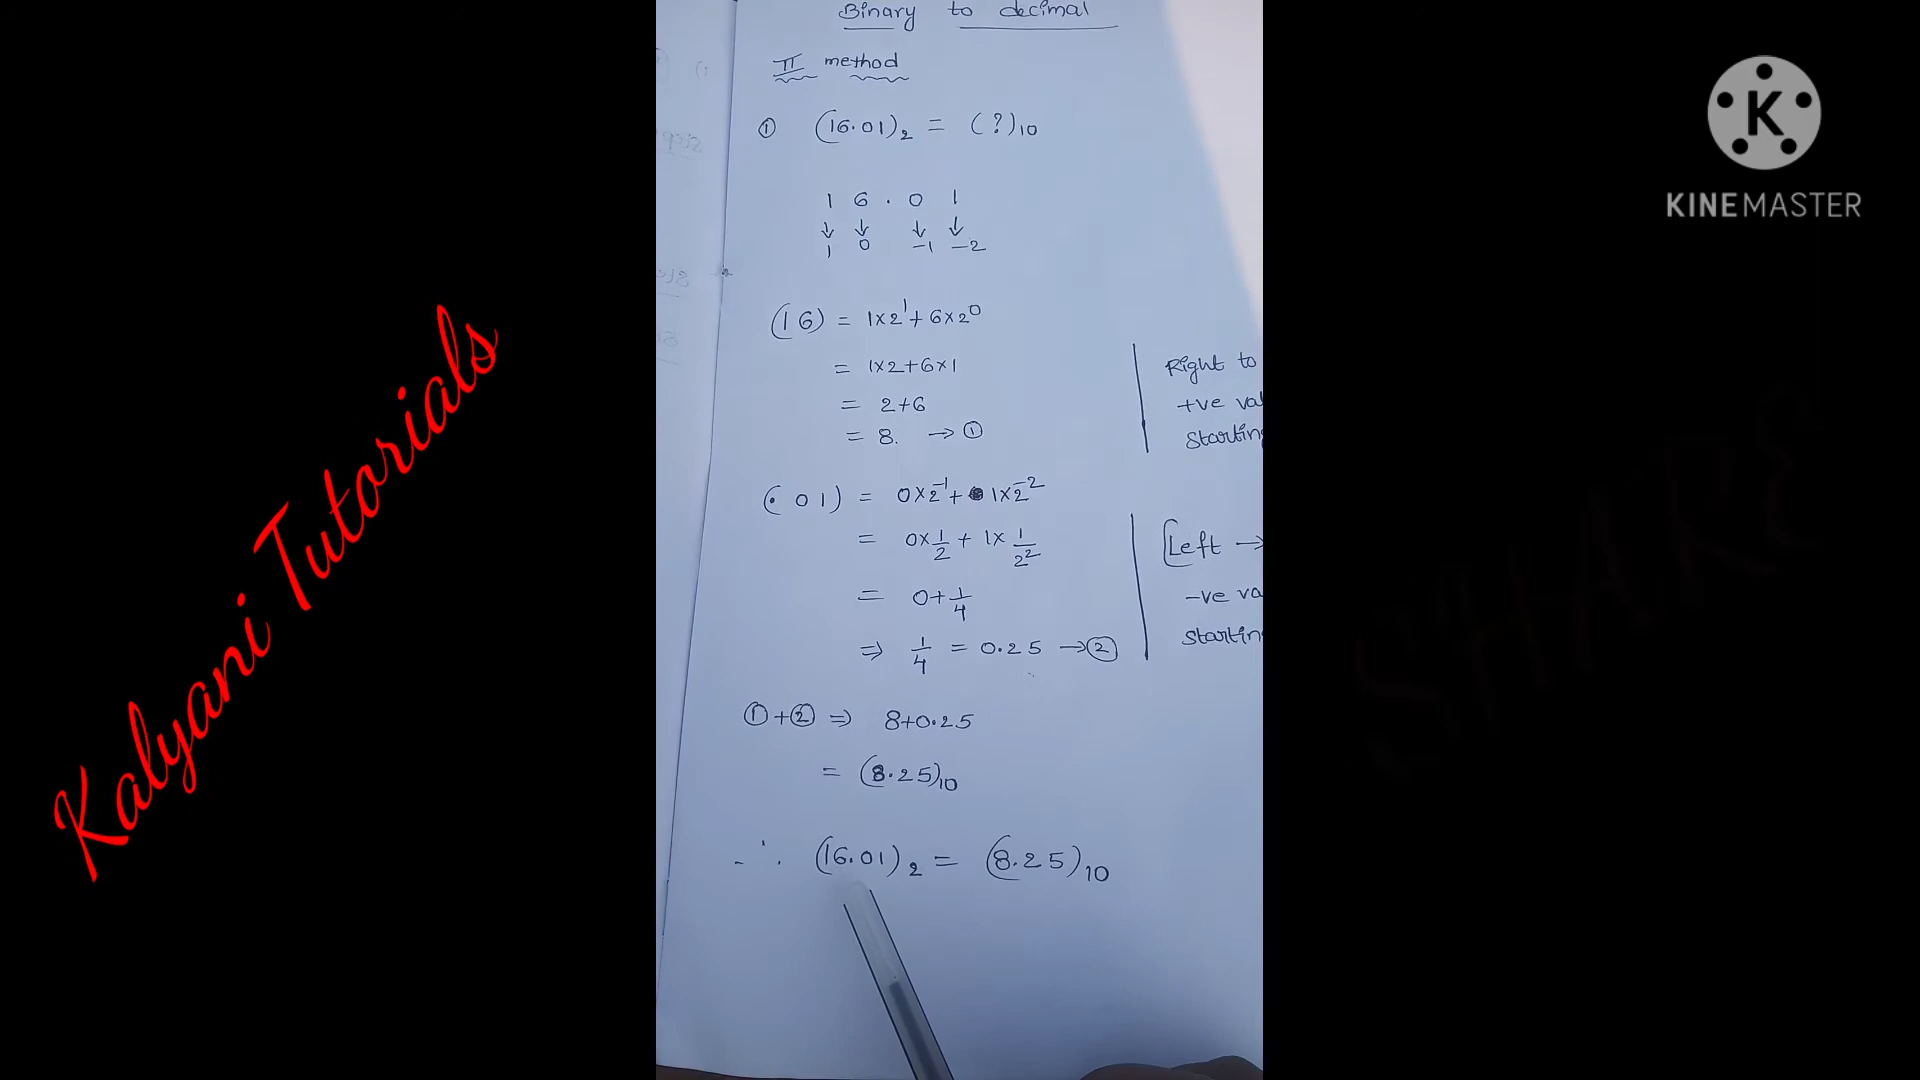 Binary to decimal
II method
① (16.01)₂ = (?)₁₀
1 6 . 0 1
↓ ↓ ↓ ↓
1 0 -1 -2
(16) = 1×2¹+6×2⁰
= 1×2+6×1
= 2+6
= 8. → ①
Right to
+ve va
Starting
(. 01) = 0×2⁻¹+ 1×2⁻²
= 0×1/2 + 1×1/2²
= 0+1/4
⇒ 1/4 = 0.25 → ②
[Left →
-ve va
Starting
①+② ⇒ 8+0.25
= (8.25)₁₀
∴ (16.01)₂ = (8.25)₁₀
Kalyani Tutorials
K
KINEMASTER